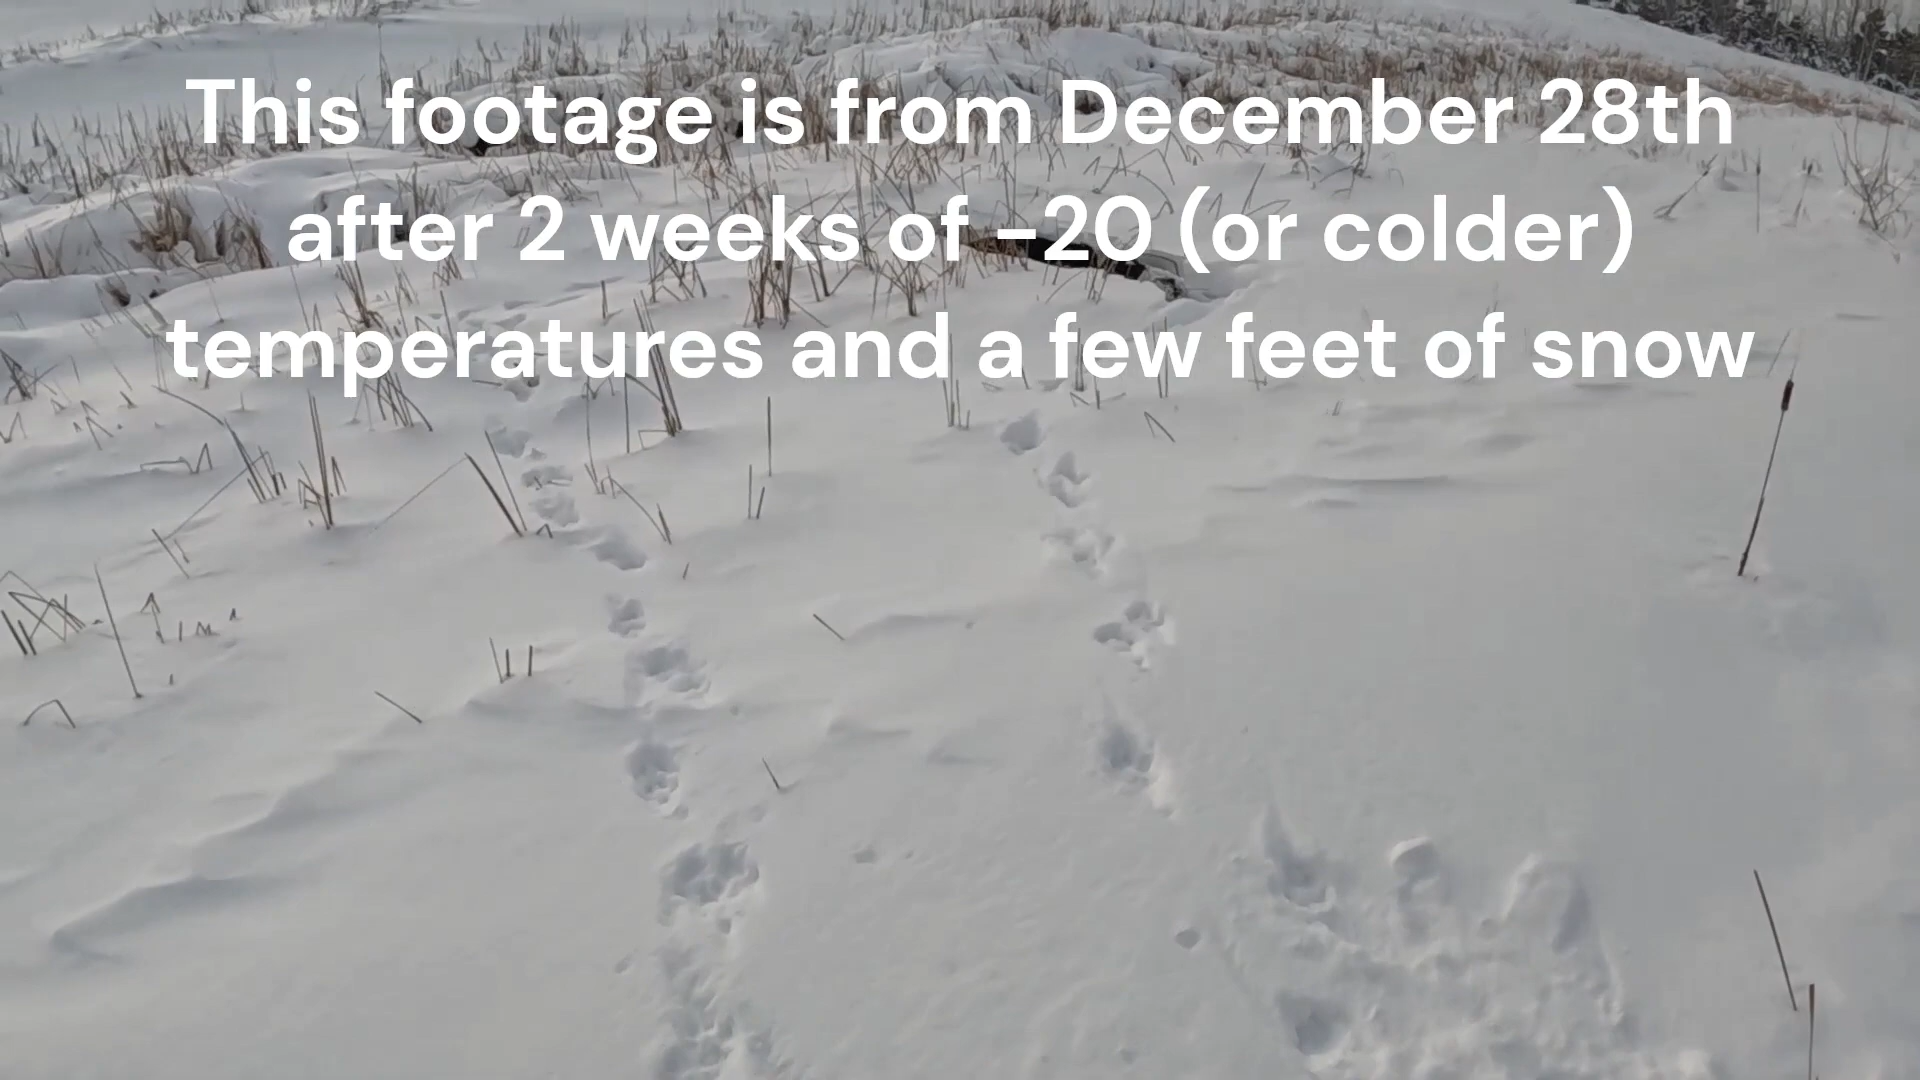 This footage is from December 28th
after 2 weeks of -20 (or colder)
temperatures and a few feet of snow